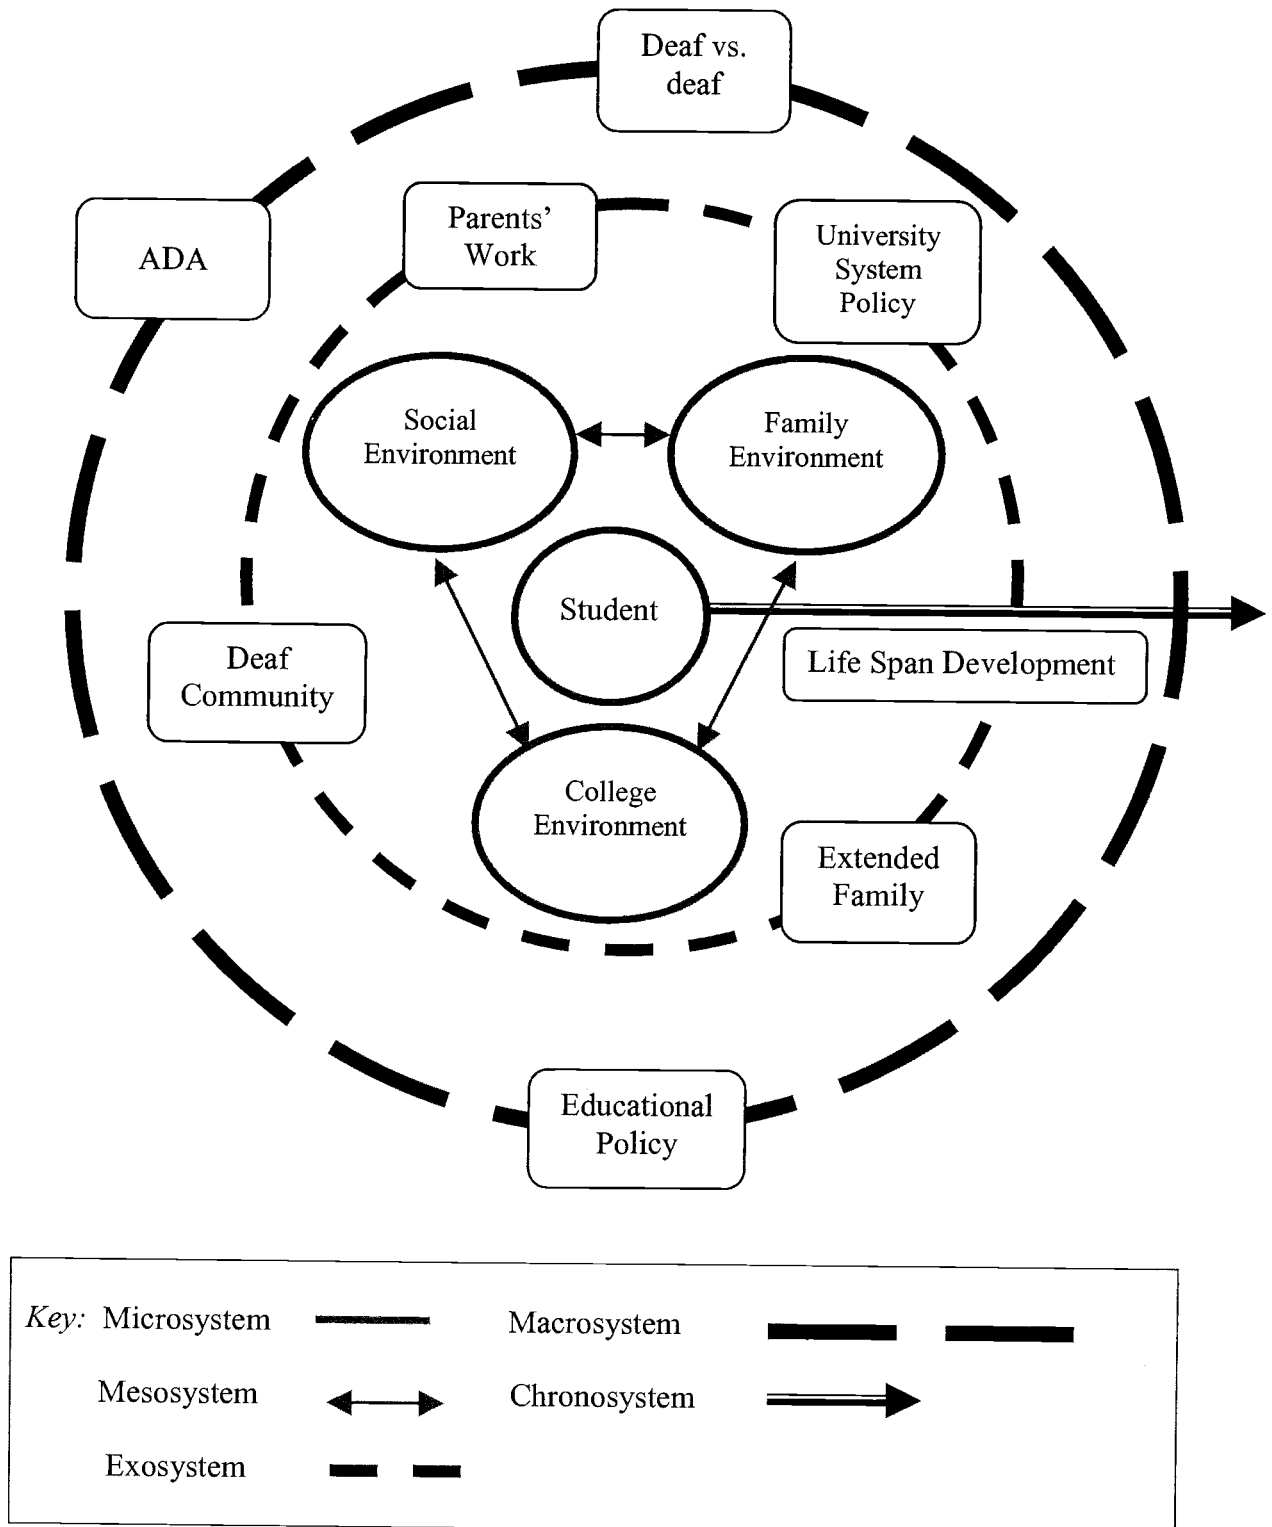 Deaf vs.
deaf
ADA
Parents'
Work
University
System
Policy
Social
Environment
Family
Environment
Student
Deaf
Community
Life Span Development
College
Environment
Extended
Family
Educational
Policy
Key: Microsystem
Macrosystem
Mesosystem
Chronosystem
Exosystem